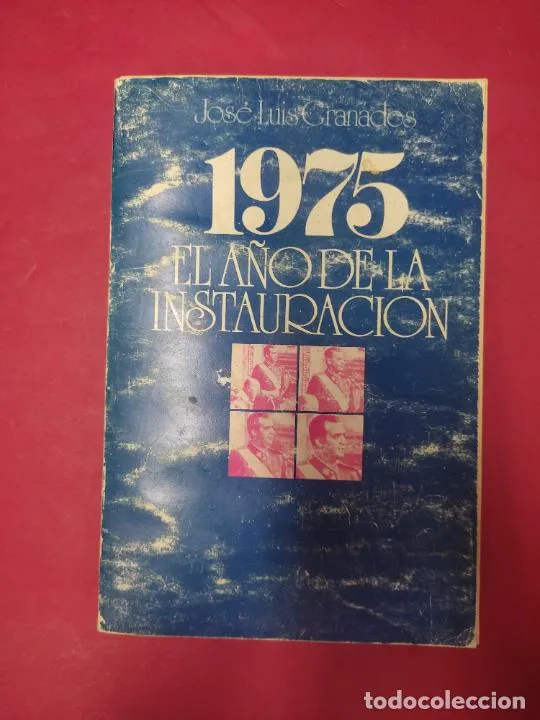 José Luis Granados
1975
EL AÑO DE LA
INSTAURACION
todocoleccion